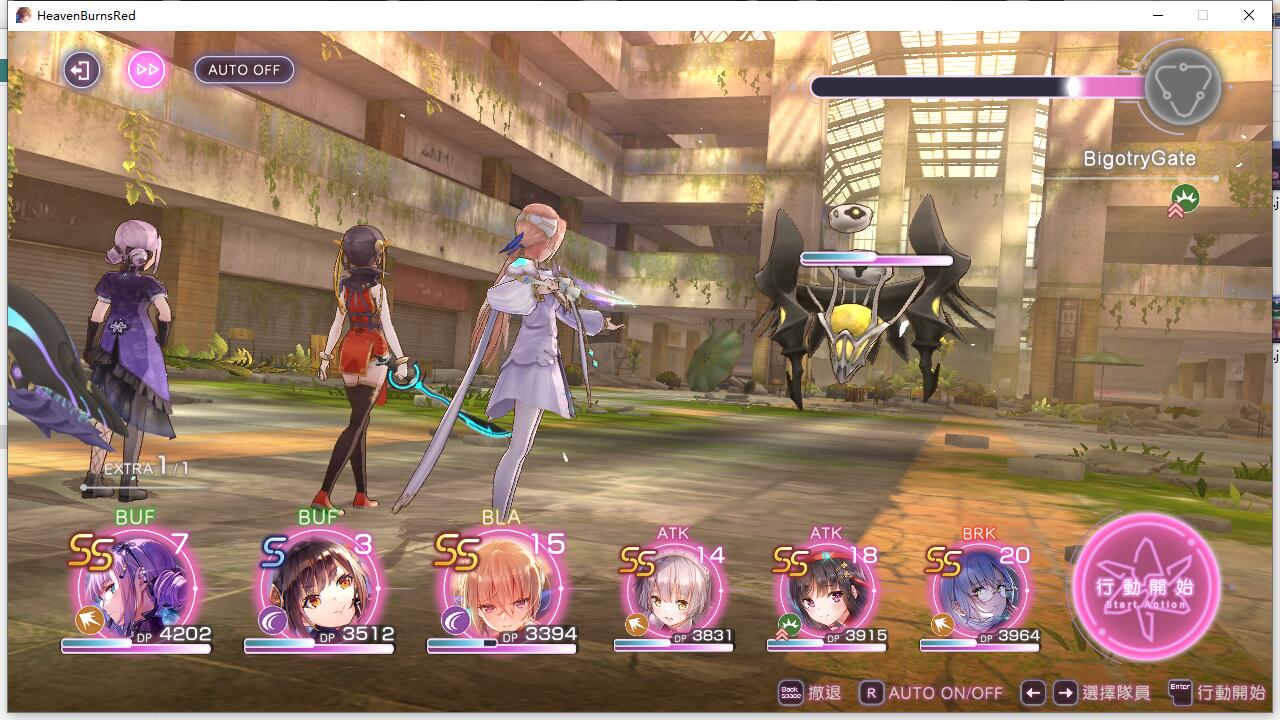 HeavenBurnsRed
AUTO OFF
BigotryGate
EXTRA 1/1
BUF
BUF
BLA
ATK
ATK
BRK
SS 7
S 3
SS 15
SS 14
SS 18
SS 20
DP 4202
DP 3512
DP 3394
DP 3831
DP 3915
DP 3964
行動開始
Start Action
Back space 撤退
R AUTO ON/OFF
← → 選擇隊員
Enter 行動開始